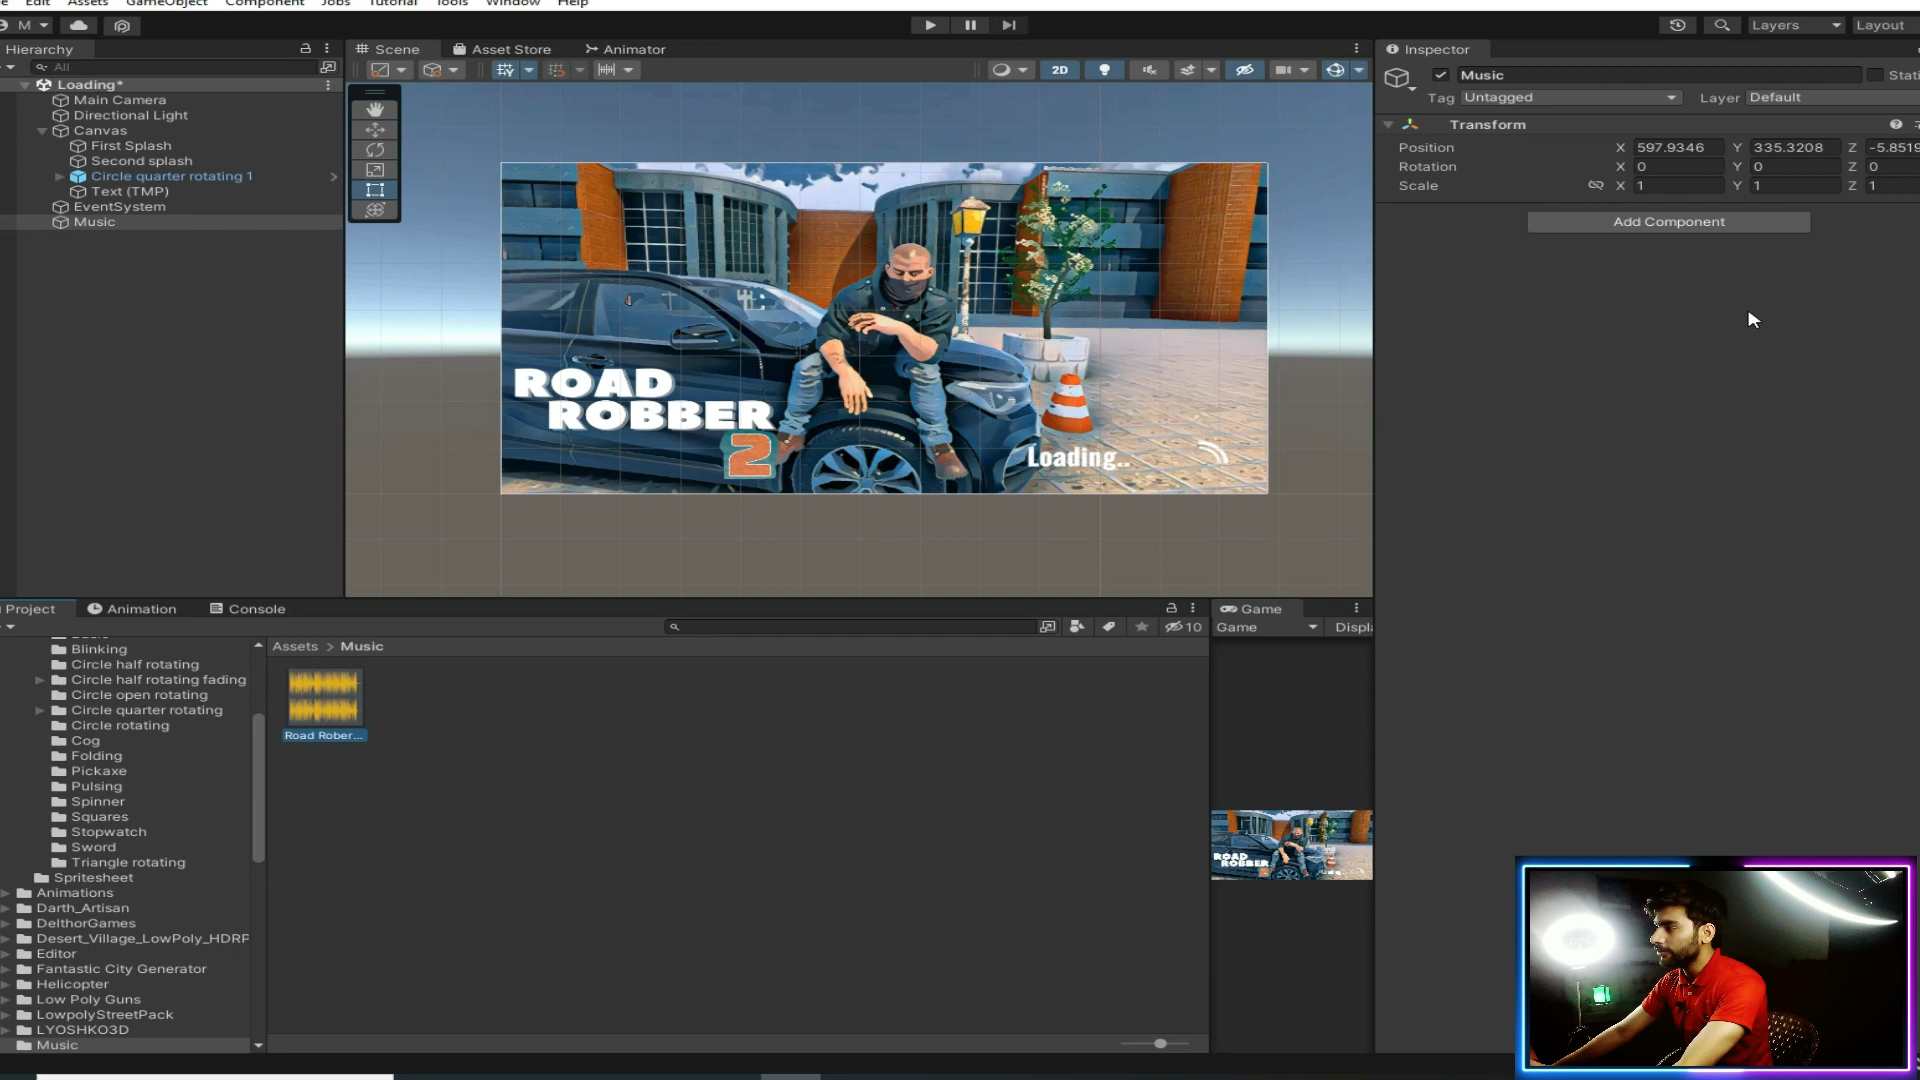 Edit Assets GameObject Component Jobs Tutorial Tools Window Help
M
Layers
Layout
Hierarchy
All
Loading*
Main Camera
Directional Light
Canvas
First Splash
Second splash
Circle quarter rotating 1
Text (TMP)
EventSystem
Music
Scene
Asset Store
Animator
2D
ROAD
ROBBER
2
Loading..
Inspector
Music
Tag Untagged
Layer Default
Transform
Position X 597.9346 Y 335.3208 Z -5.8519
Rotation X 0 Y 0 Z 0
Scale X 1 Y 1 Z 1
Add Component
Project
Animation
Console
10
Blinking
Circle half rotating
Circle half rotating fading
Circle open rotating
Circle quarter rotating
Circle rotating
Cog
Folding
Pickaxe
Pulsing
Spinner
Squares
Stopwatch
Sword
Triangle rotating
Spritesheet
Animations
Darth_Artisan
DelthorGames
Desert_Village_LowPoly_HDRP
Editor
Fantastic City Generator
Helicopter
Low Poly Guns
LowpolyStreetPack
LYOSHKO3D
Music
Assets > Music
Road Rober...
Game
Game
ROAD
ROBBER